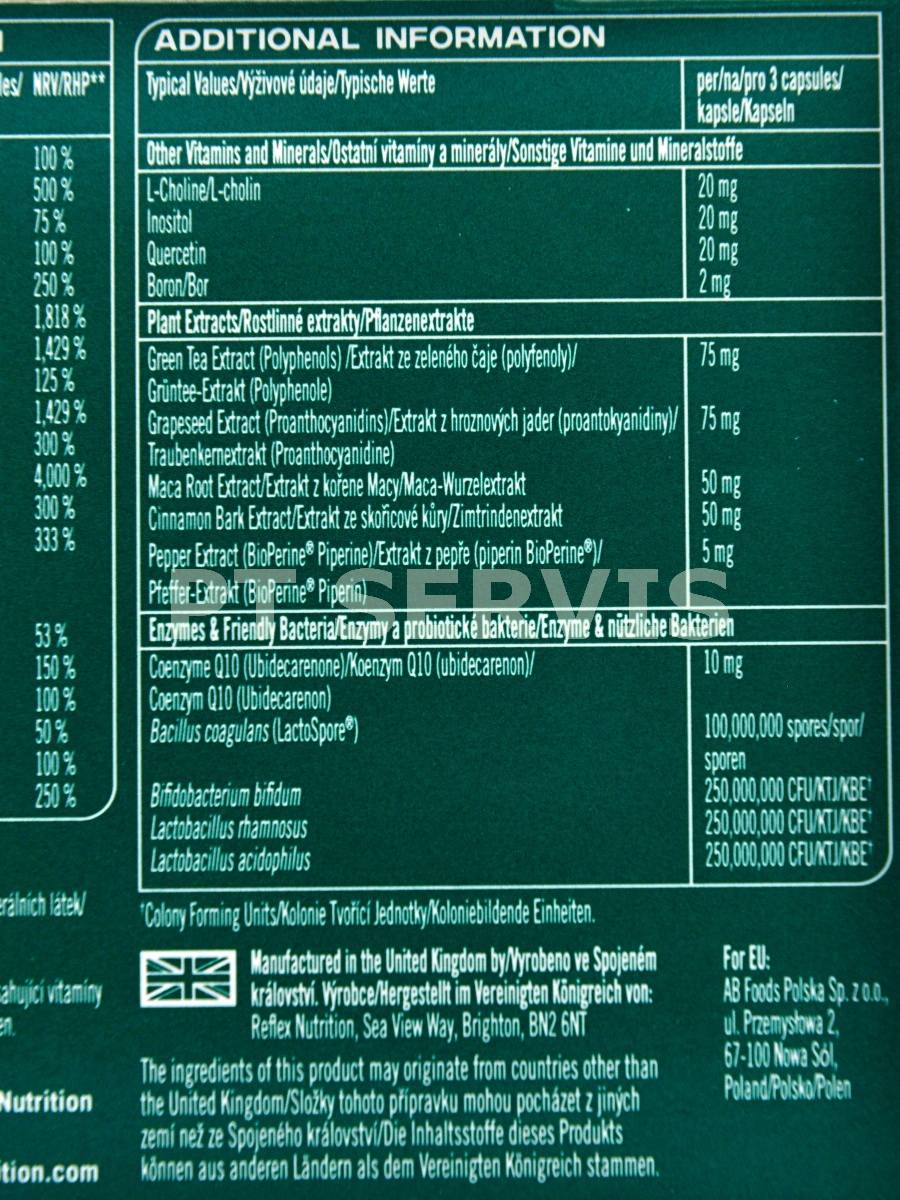 NRV/RHP**
100 %
500 %
75 %
100 %
250 %
1,818 %
1,429 %
125 %
1,429 %
300 %
4,000 %
300 %
333 %
53 %
150 %
100 %
50 %
100 %
250 %
ADDITIONAL INFORMATION
Typical Values/Výživové údaje/Typische Werte
per/na/pro 3 capsules/
kapsle/Kapseln
Other Vitamins and Minerals/Ostatní vitamíny a minerály/Sonstige Vitamine und Mineralstoffe
L-Choline/L-cholin 20 mg
Inositol 20 mg
Quercetin 20 mg
Boron/Bor 2 mg
Plant Extracts/Rostlinné extrakty/Pflanzenextrakte
Green Tea Extract (Polyphenols) /Extrakt ze zeleného čaje (polyfenoly)/ 75 mg
Grüntee-Extrakt (Polyphenole)
Grapeseed Extract (Proanthocyanidins)/Extrakt z hroznových jader (proantokyanidiny)/ 75 mg
Traubenkernextrakt (Proanthocyanidine)
Maca Root Extract/Extrakt z kořene Macy/Maca-Wurzelextrakt 50 mg
Cinnamon Bark Extract/Extrakt ze skořicové kůry/Zimtrindenextrakt 50 mg
Pepper Extract (BioPerine® Piperine)/Extrakt z pepře (piperin BioPerine®)/ 5 mg
Pfeffer-Extrakt (BioPerine® Piperin)
PT SERVIS
Enzymes & Friendly Bacteria/Enzymy a probiotické bakterie/Enzyme & nützliche Bakterien
Coenzyme Q10 (Ubidecarenone)/Koenzym Q10 (ubidecarenon)/ 10 mg
Coenzym Q10 (Ubidecarenon)
Bacillus coagulans (LactoSpore®) 100,000,000 spores/spor/
sporen
Bifidobacterium bifidum 250,000,000 CFU/KTJ/KBE†
Lactobacillus rhamnosus 250,000,000 CFU/KTJ/KBE†
Lactobacillus acidophilus 250,000,000 CFU/KTJ/KBE†
†Colony Forming Units/Kolonie Tvořící Jednotky/Koloniebildende Einheiten.
látek/
vitamíny
Nutrition
Manufactured in the United Kingdom by/Vyrobeno ve Spojeném
království. Výrobce/Hergestellt im Vereinigten Königreich von:
Reflex Nutrition, Sea View Way, Brighton, BN2 6NT
For EU:
AB Foods Polska Sp. z o.o.,
ul. Przemysłowa 2,
67-100 Nowa Sól,
Poland/Polsko/Polen
The ingredients of this product may originate from countries other than
the United Kingdom/Složky tohoto přípravku mohou pocházet z jiných
zemí než ze Spojeného království/Die Inhaltsstoffe dieses Produkts
können aus anderen Ländern als dem Vereinigten Königreich stammen.